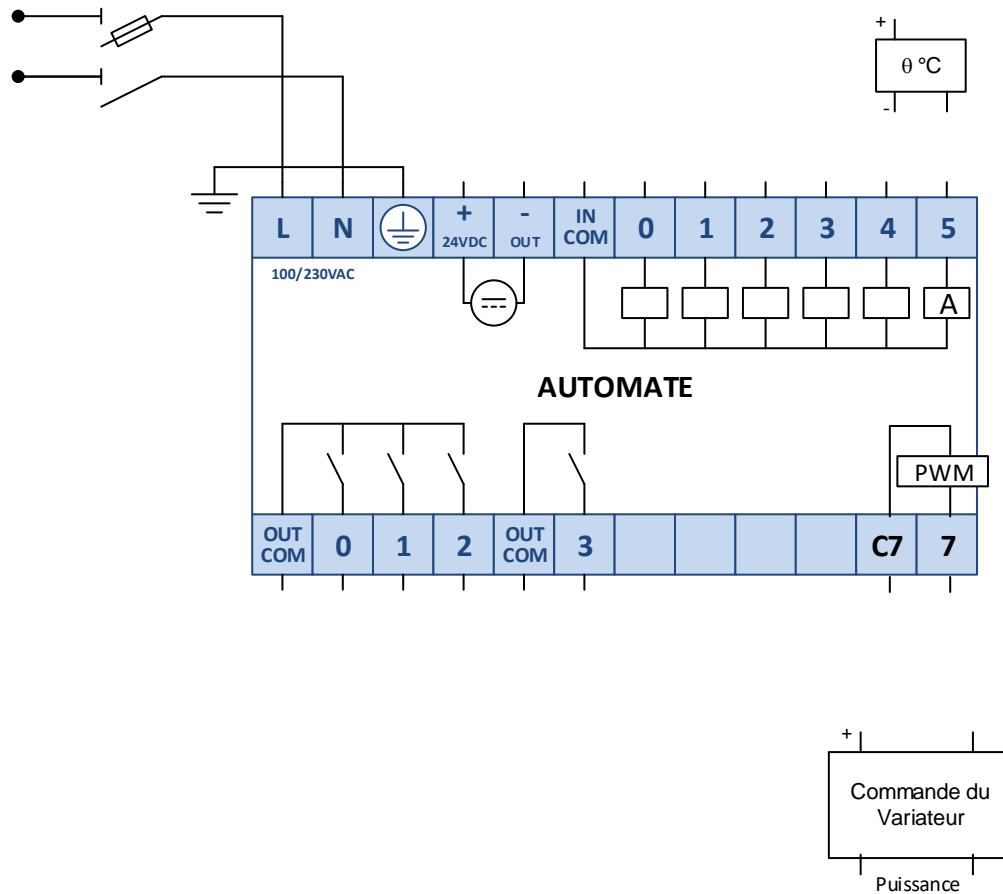 +
θ °C
-
L N + - IN 0 1 2 3 4 5
24VDC OUT COM
100/230VAC
A
AUTOMATE
PWM
OUT 0 1 2 OUT 3 C7 7
COM COM
+
Commande du
Variateur
Puissance